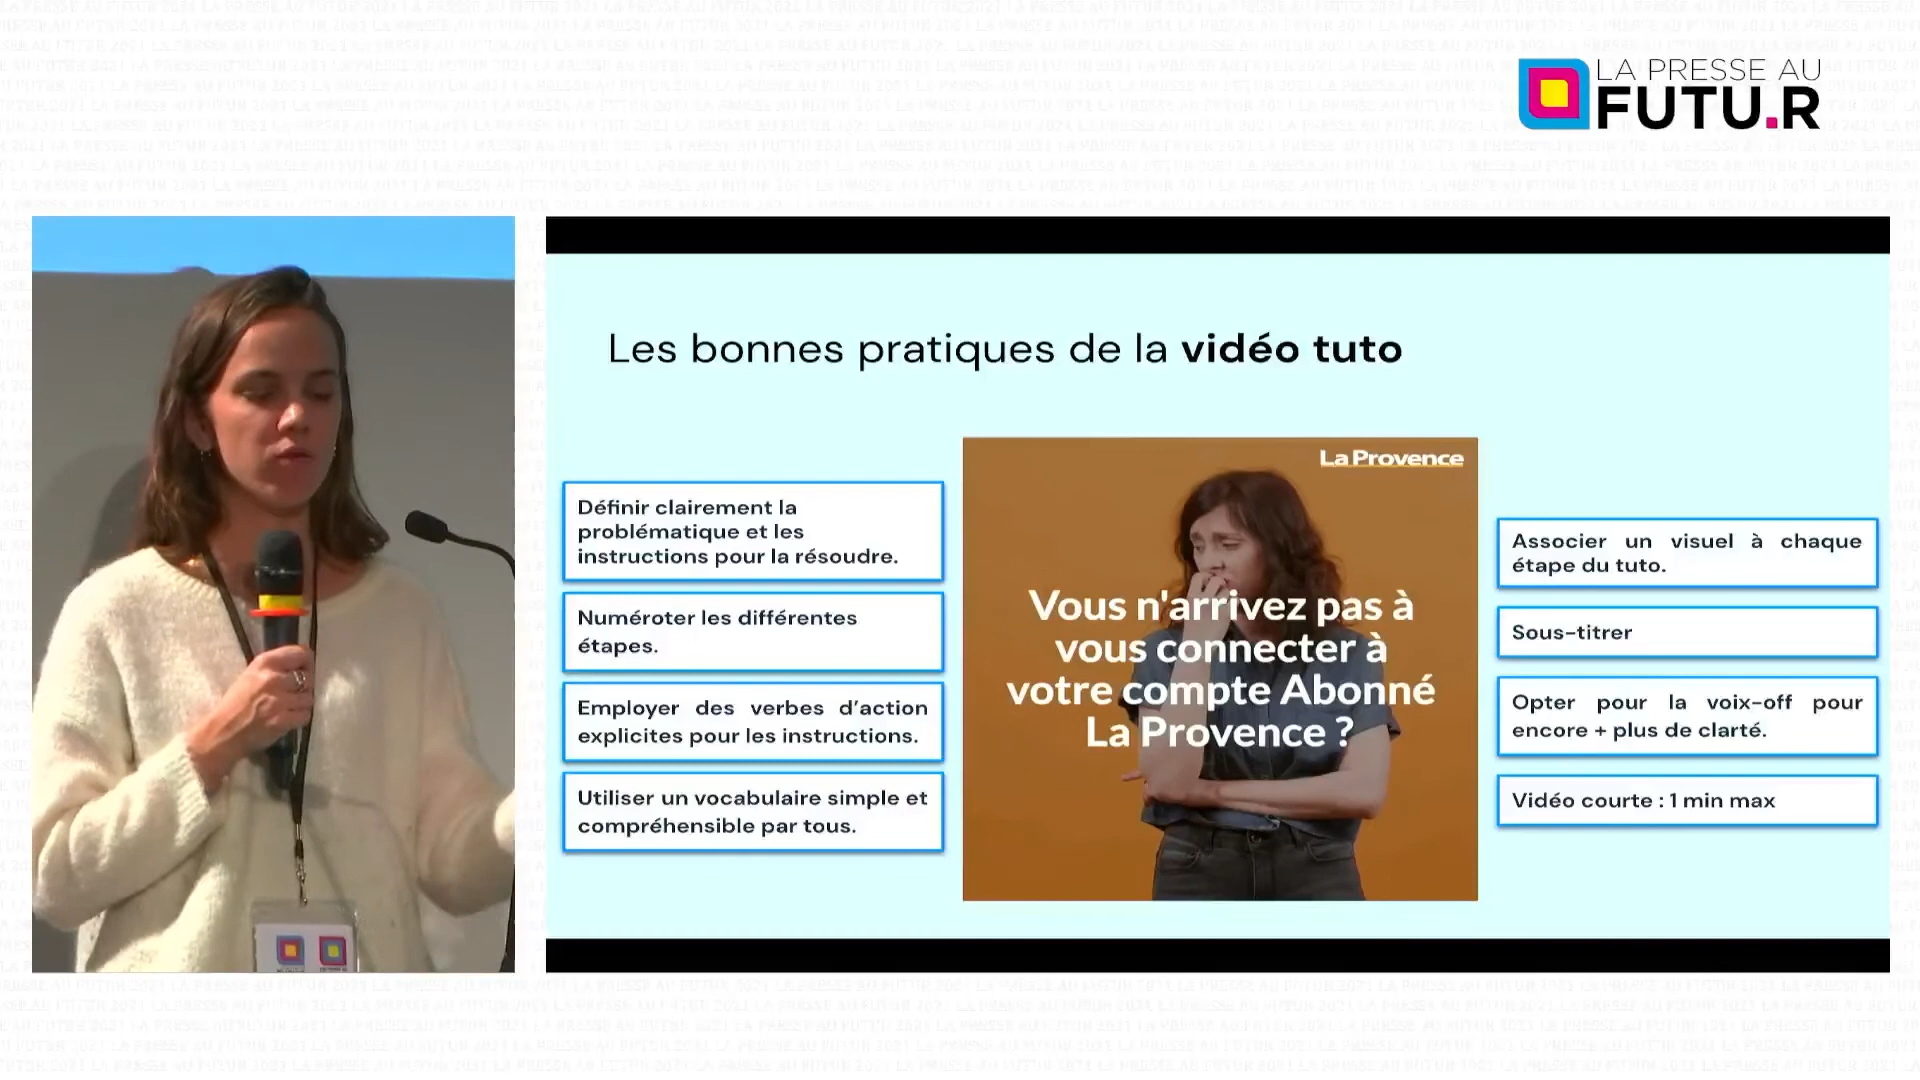 LA PRESSE AU
FUTU.R
Les bonnes pratiques de la vidéo tuto
Définir clairement la
problématique et les
instructions pour la résoudre.
Numéroter les différentes
étapes.
Employer des verbes d’action
explicites pour les instructions.
Utiliser un vocabulaire simple et
compréhensible par tous.
La Provence
Vous n'arrivez pas à
vous connecter à
votre compte Abonné
La Provence ?
Associer un visuel à chaque
étape du tuto.
Sous-titrer
Opter pour la voix-off pour
encore + plus de clarté.
Vidéo courte : 1 min max